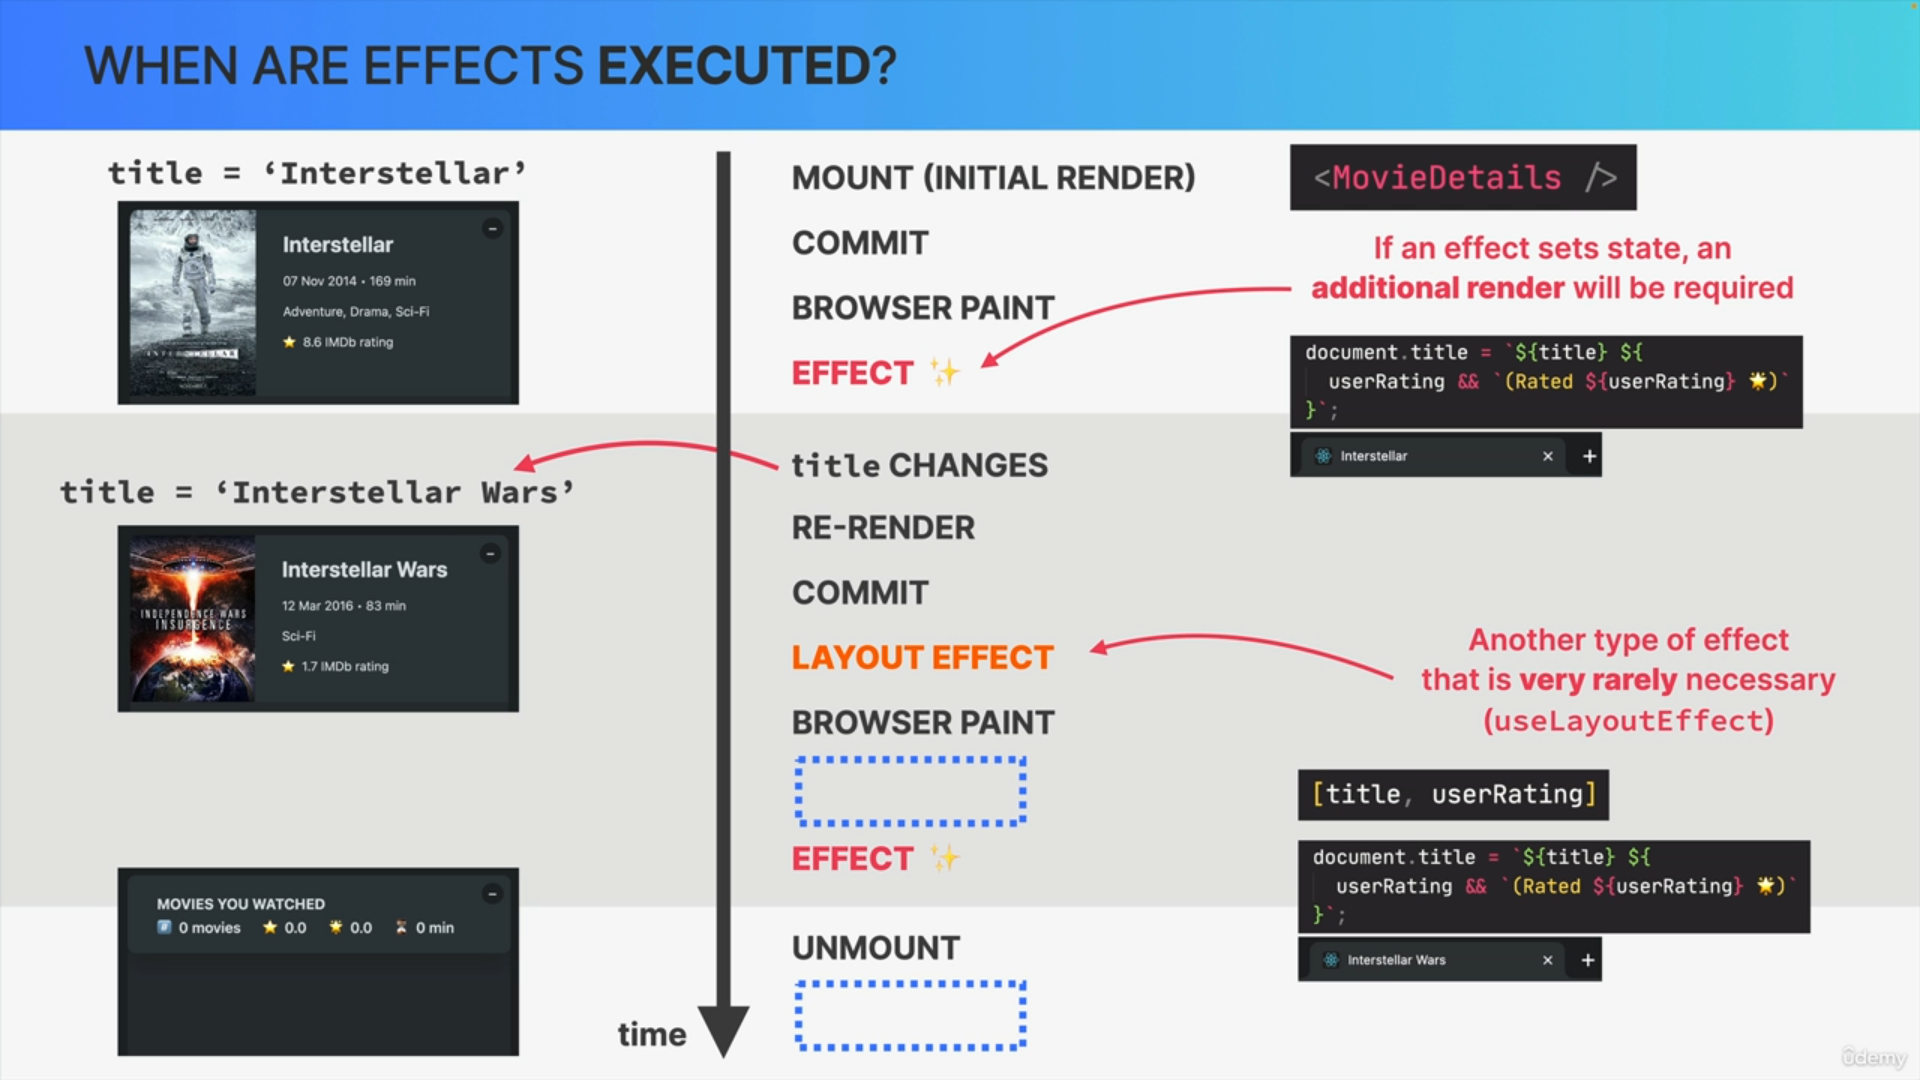 WHEN ARE EFFECTS EXECUTED?
title = ‘Interstellar’
Interstellar
07 Nov 2014 • 169 min
Adventure, Drama, Sci-Fi
⭐ 8.6 IMDb rating
INTERSTELLAR
MOUNT (INITIAL RENDER)
COMMIT
BROWSER PAINT
EFFECT ✨
<MovieDetails />
If an effect sets state, an
additional render will be required
document.title = `${title} ${
userRating && `(Rated ${userRating} 🌟)`
}`;
Interstellar
title CHANGES
title = ‘Interstellar Wars’
INDEPENDENCE WARS
INSURGENCE
Interstellar Wars
12 Mar 2016 • 83 min
Sci-Fi
⭐ 1.7 IMDb rating
RE-RENDER
COMMIT
LAYOUT EFFECT
BROWSER PAINT
EFFECT ✨
Another type of effect
that is very rarely necessary
(useLayoutEffect)
[title, userRating]
document.title = `${title} ${
userRating && `(Rated ${userRating} 🌟)`
}`;
Interstellar Wars
MOVIES YOU WATCHED
#️⃣ 0 movies ⭐ 0.0 🌟 0.0 ⏳ 0 min
UNMOUNT
time
ûdemy